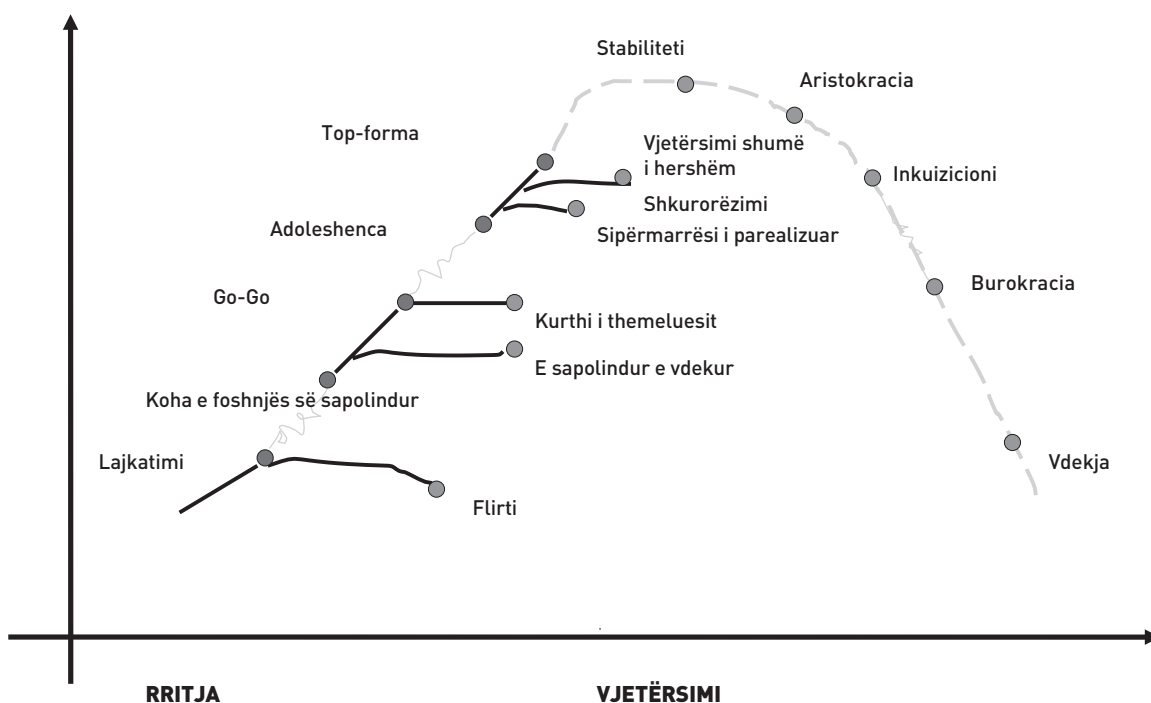 Stabiliteti
Aristokracia
Top-forma
Vjetërsimi shumë
i hershëm
Inkuizicioni
Shkurorëzimi
Adoleshenca
Sipërmarrësi i parealizuar
Go-Go
Burokracia
Kurthi i themeluesit
E sapolindur e vdekur
Koha e foshnjës së sapolindur
Lajkatimi
Vdekja
Flirti
RRITJA
VJETËRSIMI